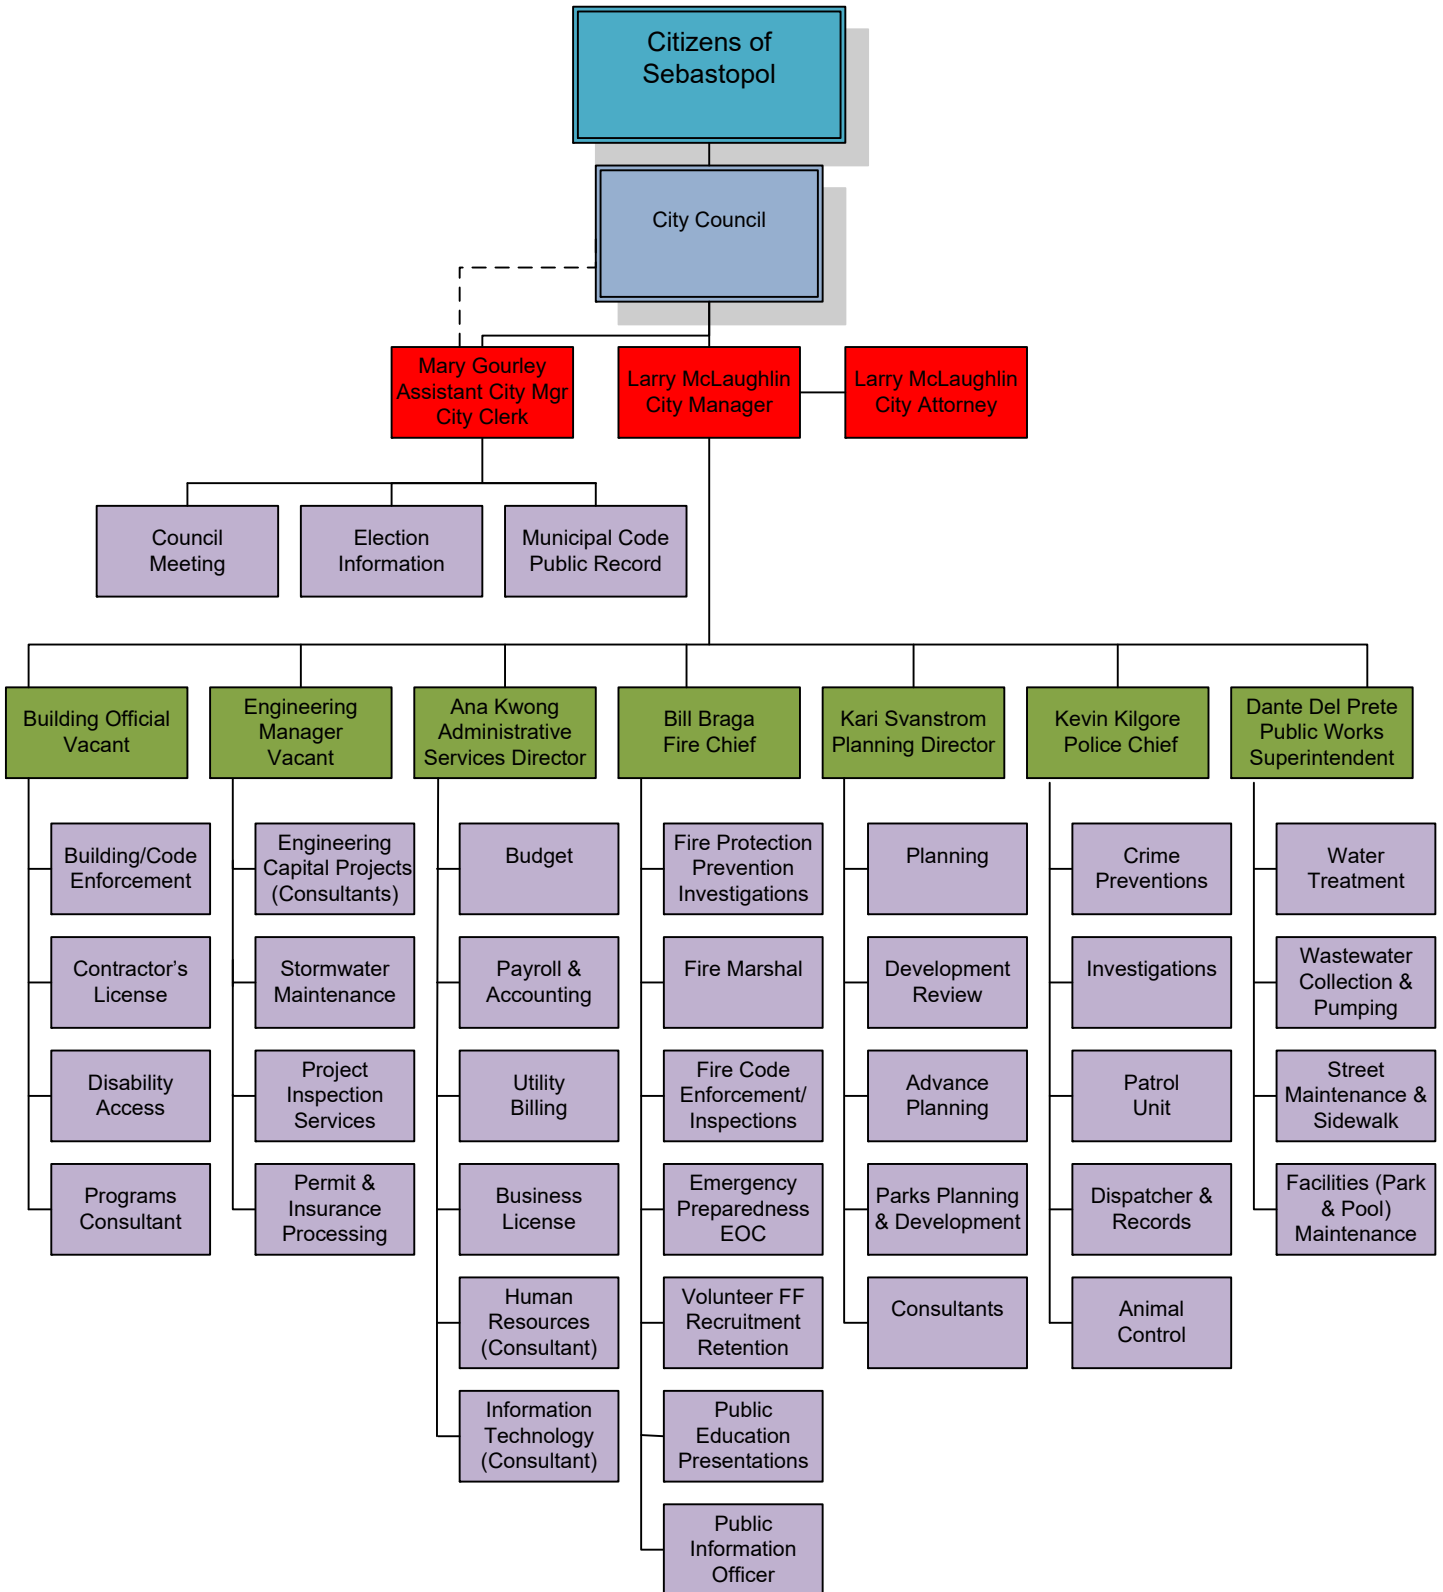 Citizens of
Sebastopol
City Council
Mary Gourley
Assistant City Mgr
City Clerk
Larry McLaughlin
City Manager
Larry McLaughlin
City Attorney
Council
Meeting
Election
Information
Municipal Code
Public Record
Building Official
Vacant
Engineering
Manager
Vacant
Ana Kwong
Administrative
Services Director
Bill Braga
Fire Chief
Kari Svanstrom
Planning Director
Kevin Kilgore
Police Chief
Dante Del Prete
Public Works
Superintendent
Building/Code
Enforcement
Contractor’s
License
Disability
Access
Programs
Consultant
Engineering
Capital Projects
(Consultants)
Stormwater
Maintenance
Project
Inspection
Services
Permit &
Insurance
Processing
Budget
Payroll &
Accounting
Utility
Billing
Business
License
Human
Resources
(Consultant)
Information
Technology
(Consultant)
Fire Protection
Prevention
Investigations
Fire Marshal
Fire Code
Enforcement/
Inspections
Emergency
Preparedness
EOC
Volunteer FF
Recruitment
Retention
Public
Education
Presentations
Public
Information
Officer
Planning
Development
Review
Advance
Planning
Parks Planning
& Development
Consultants
Crime
Preventions
Investigations
Patrol
Unit
Dispatcher &
Records
Animal
Control
Water
Treatment
Wastewater
Collection &
Pumping
Street
Maintenance &
Sidewalk
Facilities (Park
& Pool)
Maintenance